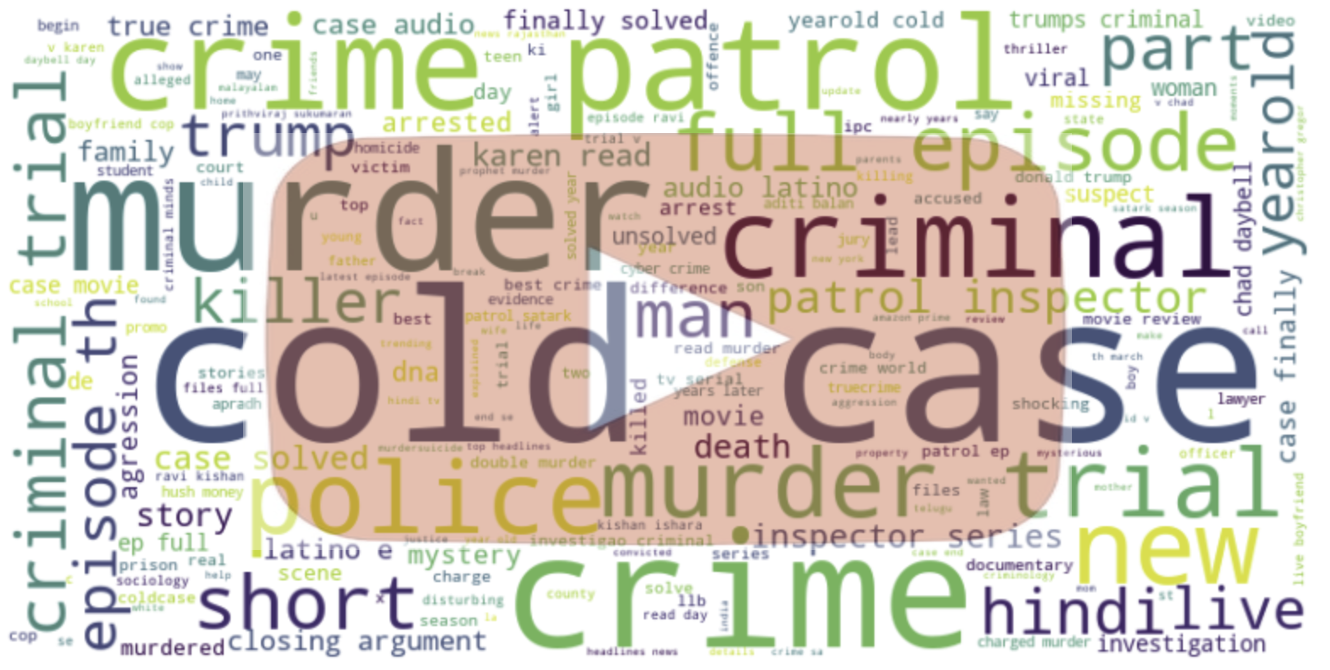 begin true crime case audio finally solved yearold cold trumps criminal video
v karen news rajasthan
daybell day show one ki teen offence thriller part
crime patrol
alleged may friends girl day viral woman
malayalam home update missing v chad moments
prithviraj sukumaran alert episode ravi nearly years say state
boyfriend cop trump arrested ipc full episode yearold
family homicide trial v parents
student court victim karen read killing donald trump christopher gregor
child prophet murder audio latino accused suspect
criminal trial murder criminal minds top fact solved year watch arrest aditi balan satark season
u young unsolved criminal jury lead
father year new york chad daybell
case movie latest episode break cyber crime
school found killer best crime difference son patrol inspector
evidence man
promo best patrol satark amazon prime review movie review call
wife life read murder make
cold case
trending explained trial defense body th march boy
de stories dna two tv serial crime world
files full years later truecrime
apradh hindi tv killed aggression shocking id v lawyer l
end se movie
episode th agression murdersuicide top headlines death property patrol ep mysterious case finally
case solved double murder officer
ravi kishan police murder trial
hush money files law wanted mother
story kishan ishara telugu
justice year old investigao criminal inspector series new live boyfriend
ep full latino e mystery convicted series case end
prison real documentary
sociology help scene charge solve criminology
c coldcase county crime mom st
white short x disturbing llb india hindi live
season la read day
cop se closing argument charged murder investigation
murdered headlines news details crime sa